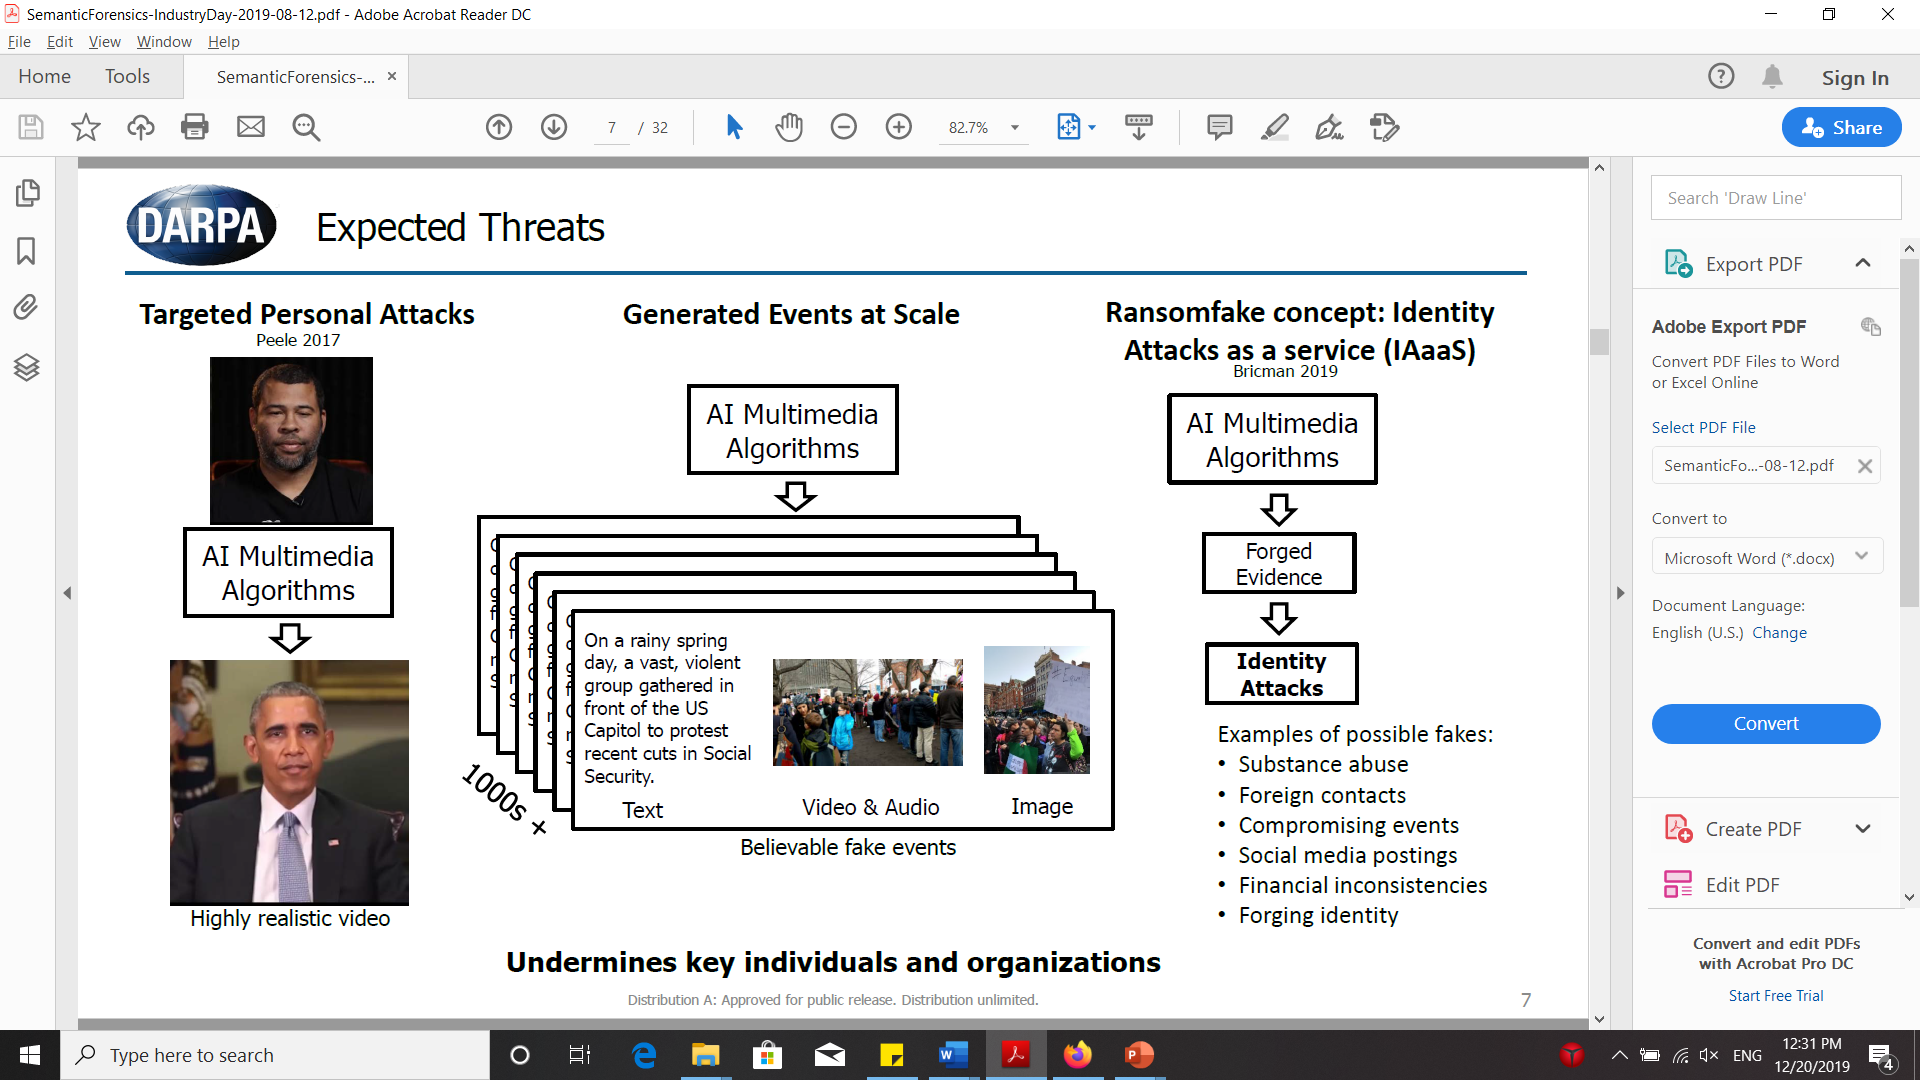 SemanticForensics-IndustryDay-2019-08-12.pdf - Adobe Acrobat Reader DC
File Edit View Window Help
Home Tools SemanticForensics-... × Sign In
7 / 32 82.7% Share
DARPA Expected Threats
Targeted Personal Attacks
Peele 2017
AI Multimedia
Algorithms
Highly realistic video
Generated Events at Scale
AI Multimedia
Algorithms
On a rainy spring
day, a vast, violent
group gathered in
front of the US
Capitol to protest
recent cuts in Social
Security.
Text
Video & Audio
Image
1000s +
Believable fake events
Ransomfake concept: Identity
Attacks as a service (IAaaS)
Bricman 2019
AI Multimedia
Algorithms
Forged
Evidence
Identity
Attacks
Examples of possible fakes:
• Substance abuse
• Foreign contacts
• Compromising events
• Social media postings
• Financial inconsistencies
• Forging identity
Undermines key individuals and organizations
Distribution A: Approved for public release. Distribution unlimited.
7
Search 'Draw Line'
Export PDF
Adobe Export PDF
Convert PDF Files to Word
or Excel Online
Select PDF File
SemanticFo...-08-12.pdf
Convert to
Microsoft Word (*.docx)
Document Language:
English (U.S.) Change
Convert
Create PDF
Edit PDF
Convert and edit PDFs
with Acrobat Pro DC
Start Free Trial
Type here to search
ENG
12:31 PM
12/20/2019
4